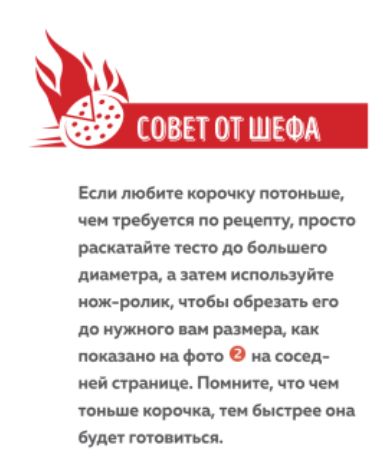 СОВЕТ ОТ ШЕФА
Если любите корочку потоньше,
чем требуется по рецепту, просто
раскатайте тесто до большего
диаметра, а затем используйте
нож-ролик, чтобы обрезать его
до нужного вам размера, как
показано на фото 2 на сосед-
ней странице. Помните, что чем
тоньше корочка, тем быстрее она
будет готовиться.